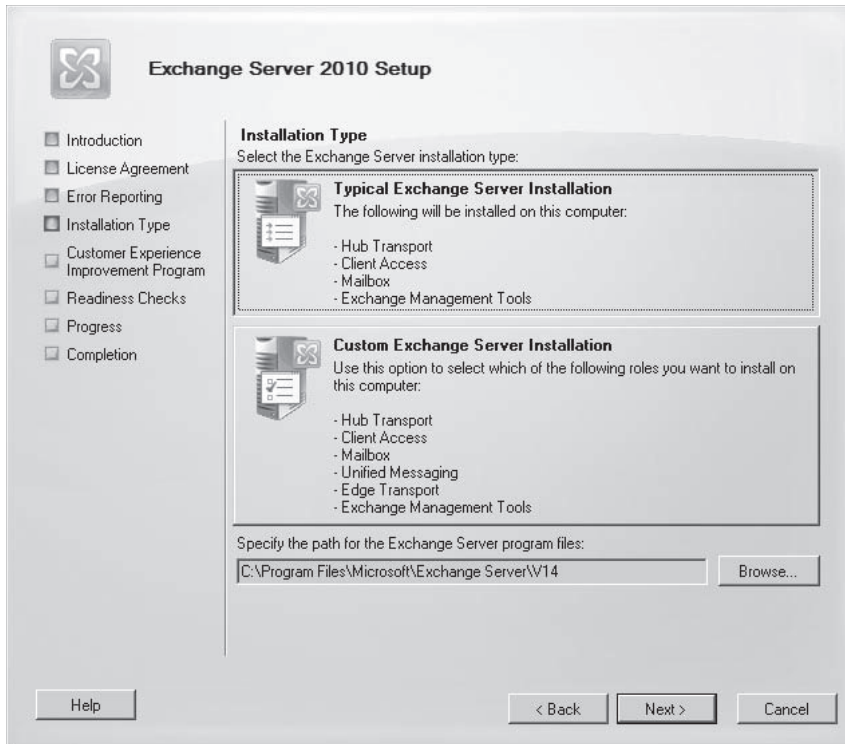 Exchange Server 2010 Setup
Introduction
License Agreement
Error Reporting
Installation Type
Customer Experience
Improvement Program
Readiness Checks
Progress
Completion
Installation Type
Select the Exchange Server installation type:
Typical Exchange Server Installation
The following will be installed on this computer:
- Hub Transport
- Client Access
- Mailbox
- Exchange Management Tools
Custom Exchange Server Installation
Use this option to select which of the following roles you want to install on
this computer:
- Hub Transport
- Client Access
- Mailbox
- Unified Messaging
- Edge Transport
- Exchange Management Tools
Specify the path for the Exchange Server program files:
C:\Program Files\Microsoft\Exchange Server\V14
Browse...
Help
< Back
Next >
Cancel